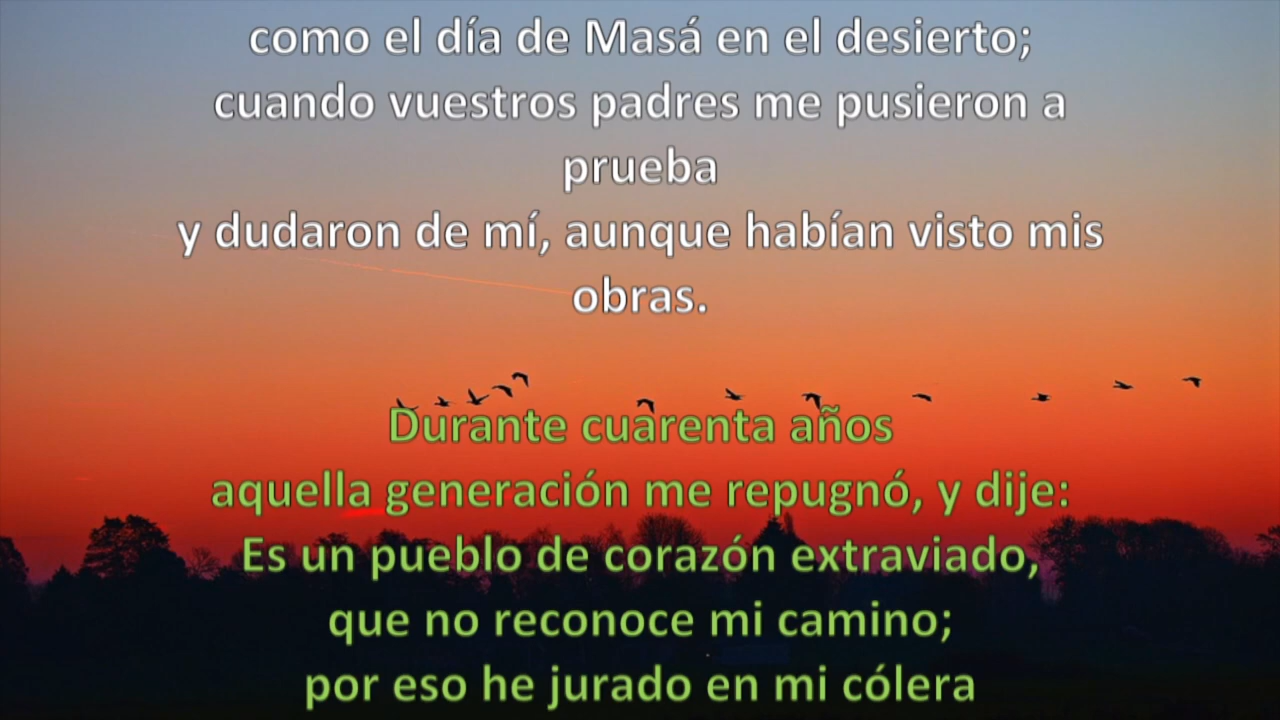 como el día de Masá en el desierto;
cuando vuestros padres me pusieron a
prueba
y dudaron de mí, aunque habían visto mis
obras.
Durante cuarenta años
aquella generación me repugnó, y dije:
Es un pueblo de corazón extraviado,
que no reconoce mi camino;
por eso he jurado en mi cólera